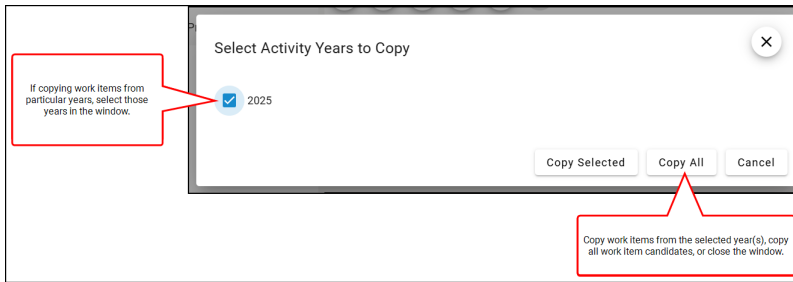 P
Select Activity Years to Copy
If copying work items from
particular years, select those
years in the window.
2025
Copy Selected
Copy All
Cancel
Copy work items from the selected year(s), copy
all work item candidates, or close the window.